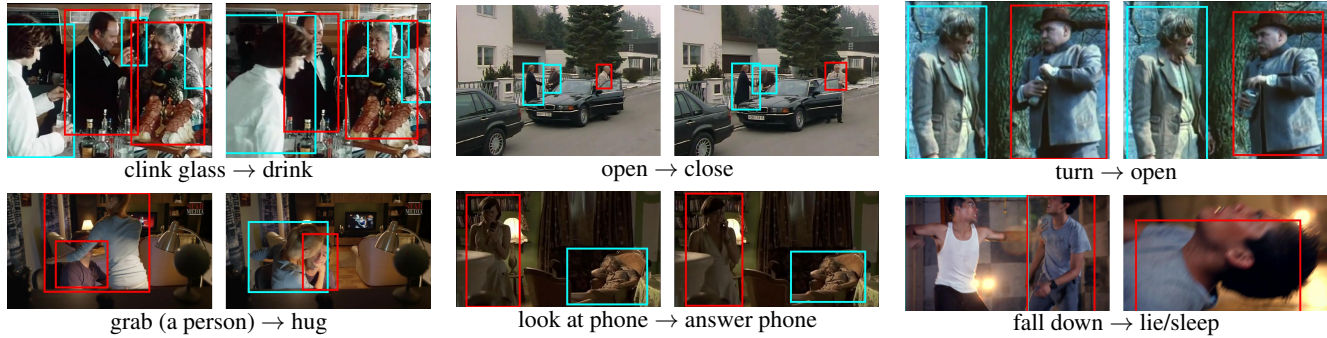 clink glass → drink
open → close
turn → open
MEDIA
grab (a person) → hug
look at phone → answer phone
fall down → lie/sleep